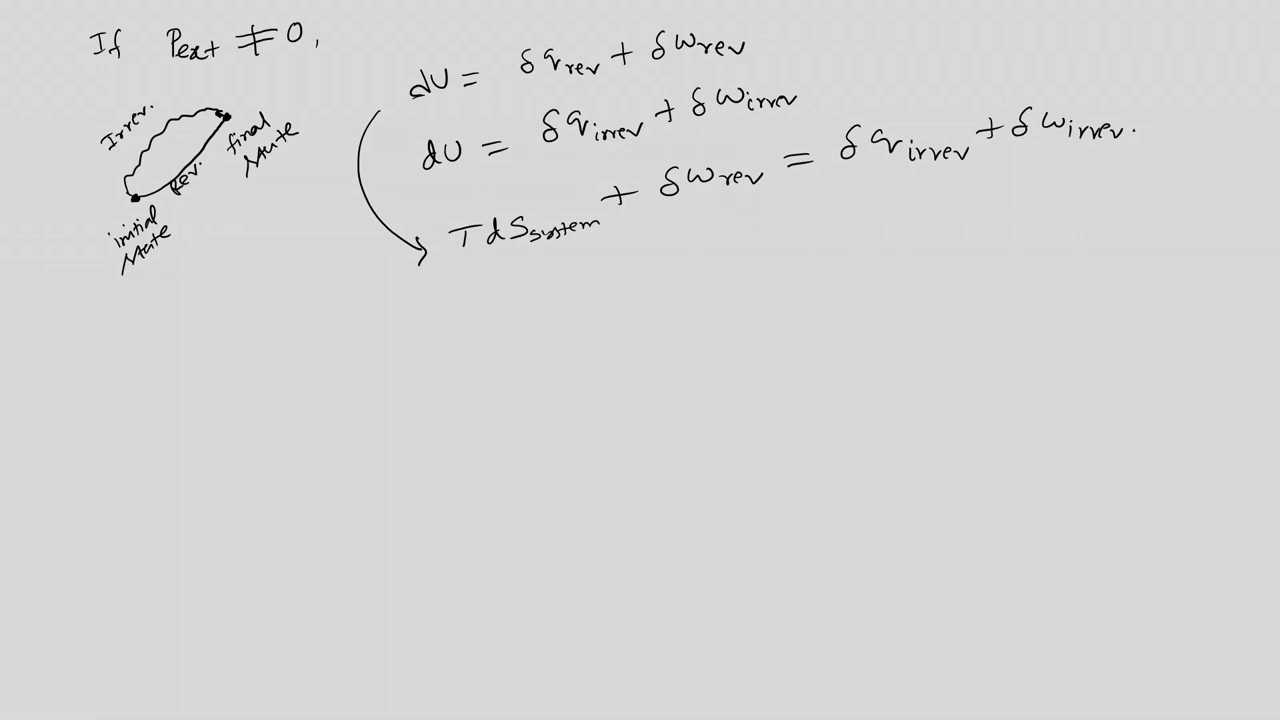 If Pext ≠ 0,
dU = δqrev + δwrev
dU = δqirrev + δwirrev
TdSsystem + δwrev = δqirrev + δwirrev.
Irrev.
Rev.
final state
initial state